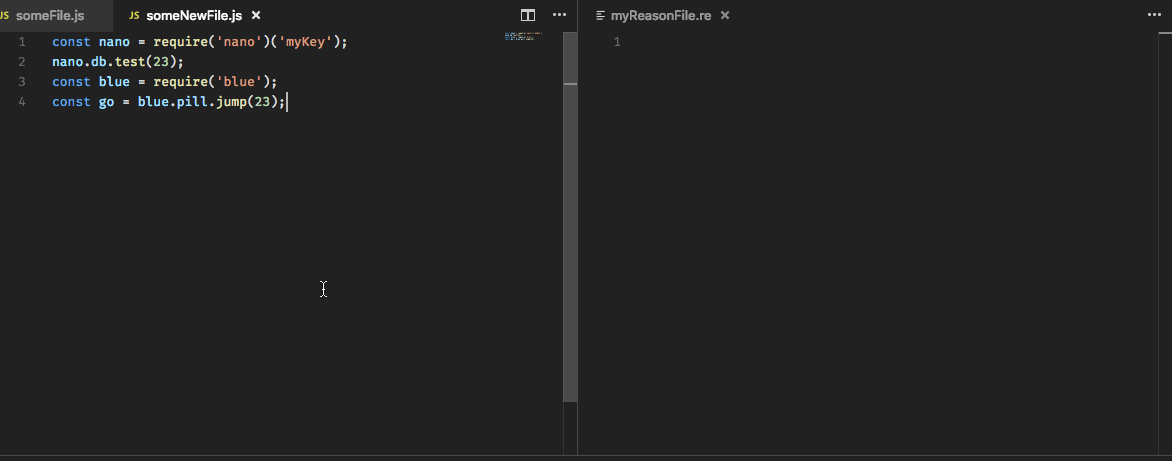 JS someFile.js
JS someNewFile.js
myReasonFile.re
1 const nano = require('nano')('myKey');
2 nano.db.test(23);
3 const blue = require('blue');
4 const go = blue.pill.jump(23);
1